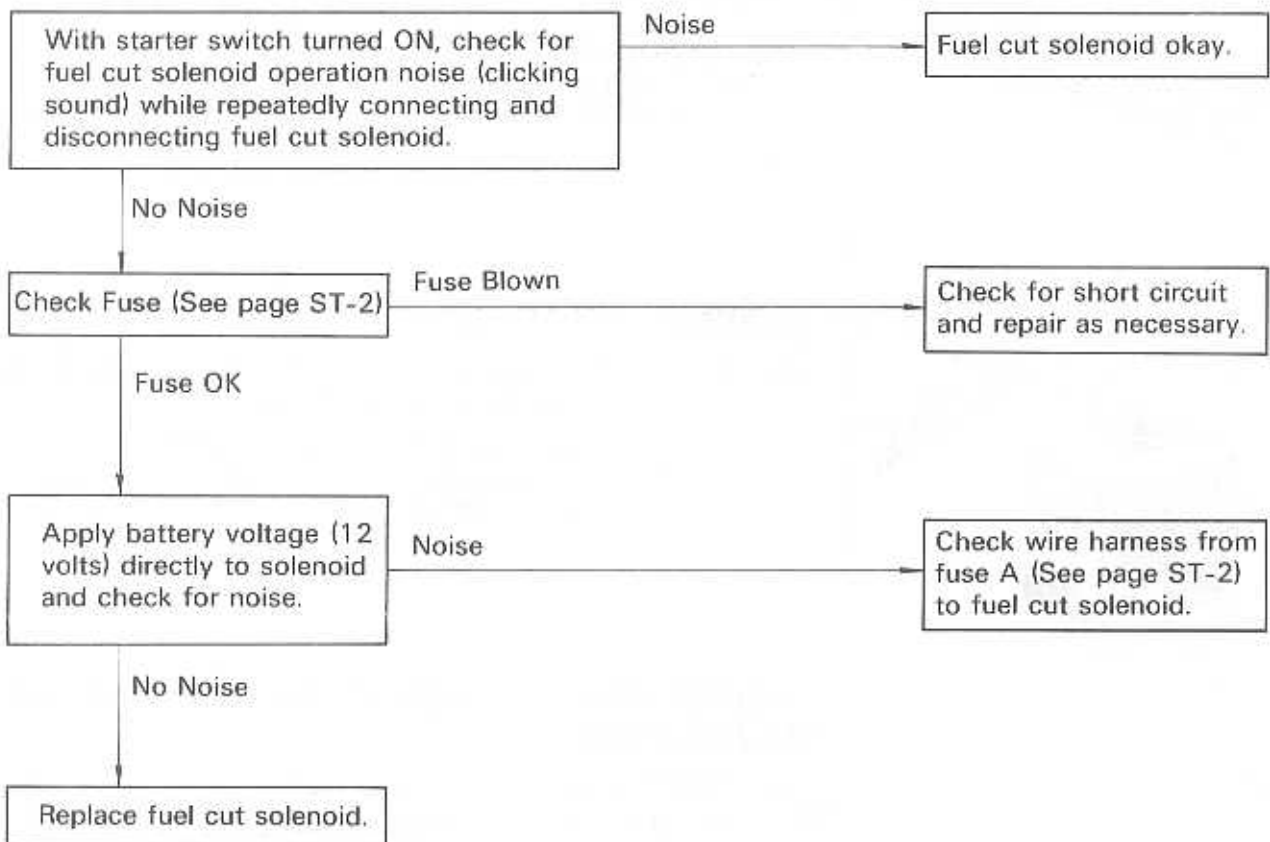 With starter switch turned ON, check for
fuel cut solenoid operation noise (clicking
sound) while repeatedly connecting and
disconnecting fuel cut solenoid.
Noise
Fuel cut solenoid okay.
No Noise
Check Fuse (See page ST-2)
Fuse Blown
Check for short circuit
and repair as necessary.
Fuse OK
Apply battery voltage (12
volts) directly to solenoid
and check for noise.
Noise
Check wire harness from
fuse A (See page ST-2)
to fuel cut solenoid.
No Noise
Replace fuel cut solenoid.